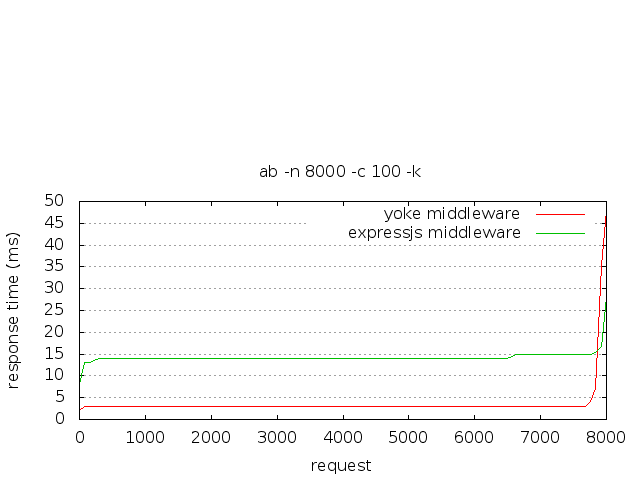 ab -n 8000 -c 100 -k
50
45
40
35
30
25
20
15
10
5
0
response time (ms)
yoke middleware
expressjs middleware
0 1000 2000 3000 4000 5000 6000 7000 8000
request